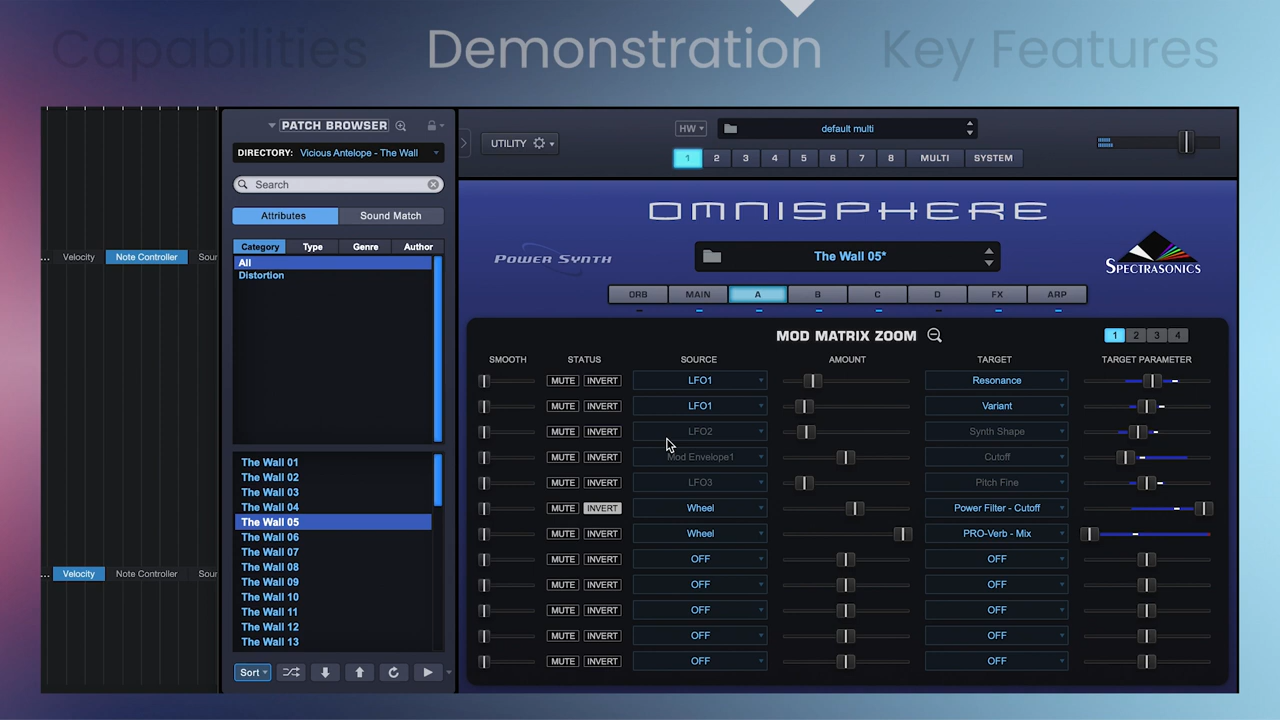 Capabilities Demonstration Key Features
PATCH BROWSER
DIRECTORY: Vicious Antelope - The Wall
Search
Attributes Sound Match
Category Type Genre Author
All
Distortion
The Wall 01
The Wall 02
The Wall 03
The Wall 04
The Wall 05
The Wall 06
The Wall 07
The Wall 08
The Wall 09
The Wall 10
The Wall 11
The Wall 12
The Wall 13
Sort
... Velocity Note Controller Sour
... Velocity Note Controller Sour
UTILITY
HW default multi
1 2 3 4 5 6 7 8 MULTI SYSTEM
OMNISPHERE
POWER SYNTH
The Wall 05*
SPECTRASONICS
ORB MAIN A B C D FX ARP
MOD MATRIX ZOOM 1 2 3 4
SMOOTH STATUS SOURCE AMOUNT TARGET TARGET PARAMETER
MUTE INVERT LFO1 Resonance
MUTE INVERT LFO1 Variant
MUTE INVERT LFO2 Synth Shape
MUTE INVERT Mod Envelope1 Cutoff
MUTE INVERT LFO3 Pitch Fine
MUTE INVERT Wheel Power Filter - Cutoff
MUTE INVERT Wheel PRO-Verb - Mix
MUTE INVERT OFF OFF
MUTE INVERT OFF OFF
MUTE INVERT OFF OFF
MUTE INVERT OFF OFF
MUTE INVERT OFF OFF